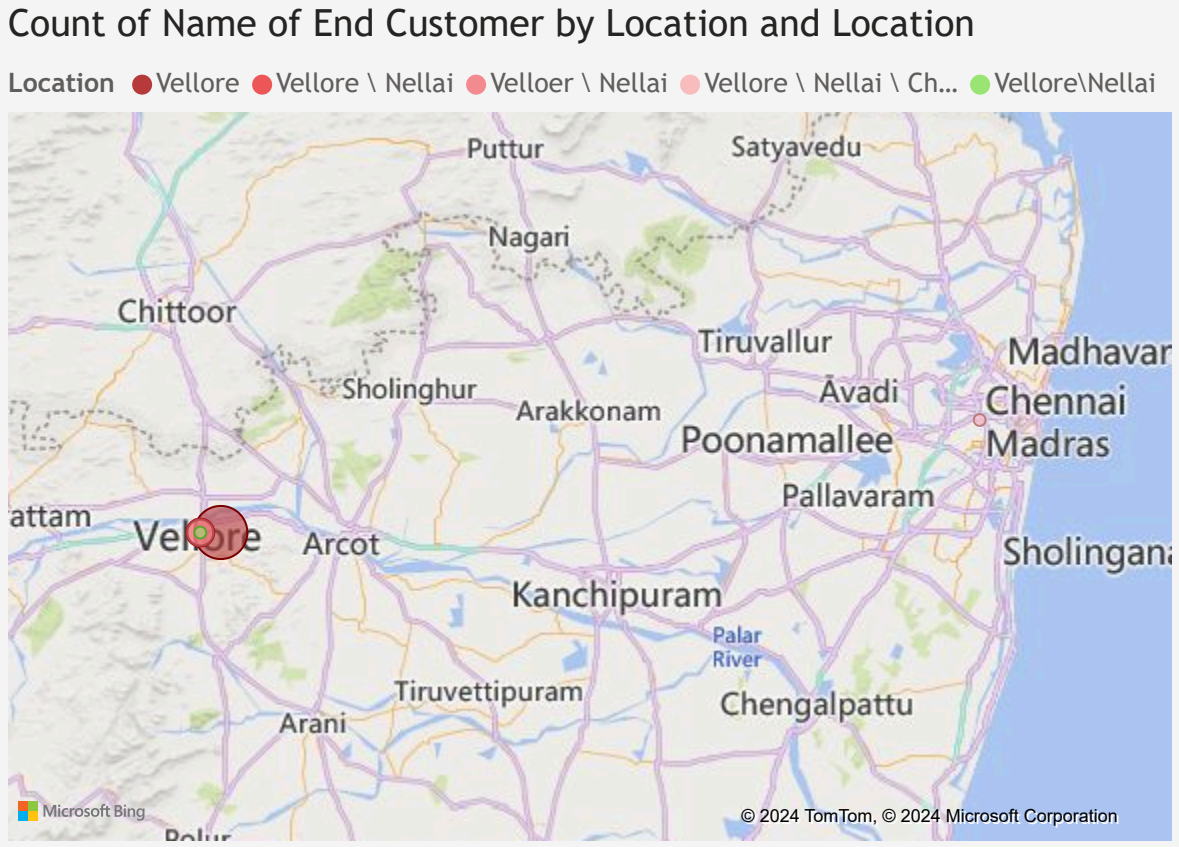 Count of Name of End Customer by Location and Location
Location Vellore Vellore \ Nellai Velloer \ Nellai Vellore \ Nellai \ Ch... Vellore\Nellai
Puttur
Satyavedu
Nagari
Chittoor
Tiruvallur
Madhavar
Sholinghur
Āvadi
Arakkonam
Chennai
Poonamallee
Madras
Pallavaram
attam
Vellore
Arcot
Sholingana
Kanchipuram
Palar
River
Tiruvettipuram
Chengalpattu
Arani
Microsoft Bing
© 2024 TomTom, © 2024 Microsoft Corporation
Polur